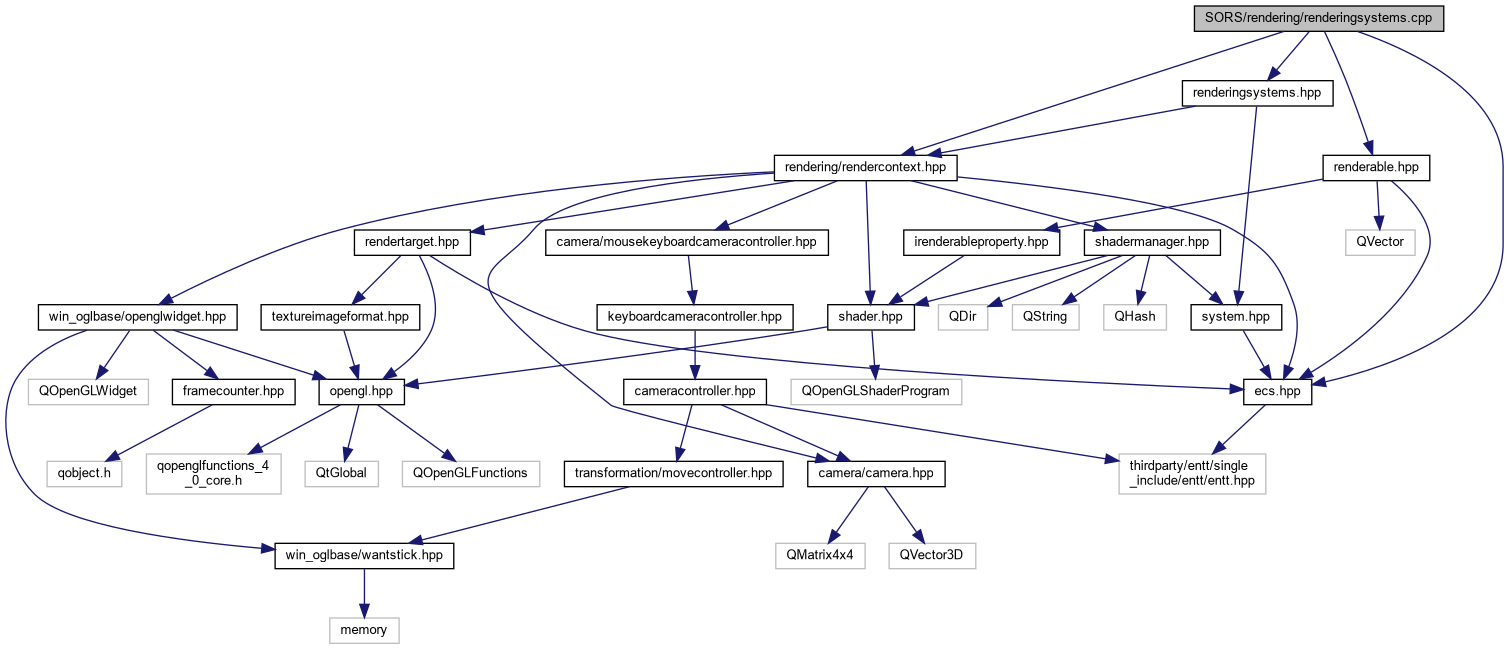 SORS/rendering/renderingsystems.cpp
renderingsystems.hpp
rendering/rendercontext.hpp
renderable.hpp
rendertarget.hpp
camera/mousekeyboardcameracontroller.hpp
irenderableproperty.hpp
shadermanager.hpp
QVector
win_oglbase/openglwidget.hpp
textureimageformat.hpp
keyboardcameracontroller.hpp
shader.hpp
QDir
QString
QHash
system.hpp
QOpenGLWidget
framecounter.hpp
opengl.hpp
cameracontroller.hpp
QOpenGLShaderProgram
ecs.hpp
qobject.h
qopenglfunctions_4
_0_core.h
QtGlobal
QOpenGLFunctions
transformation/movecontroller.hpp
camera/camera.hpp
thirdparty/entt/single
_include/entt/entt.hpp
win_oglbase/wantstick.hpp
QMatrix4x4
QVector3D
memory